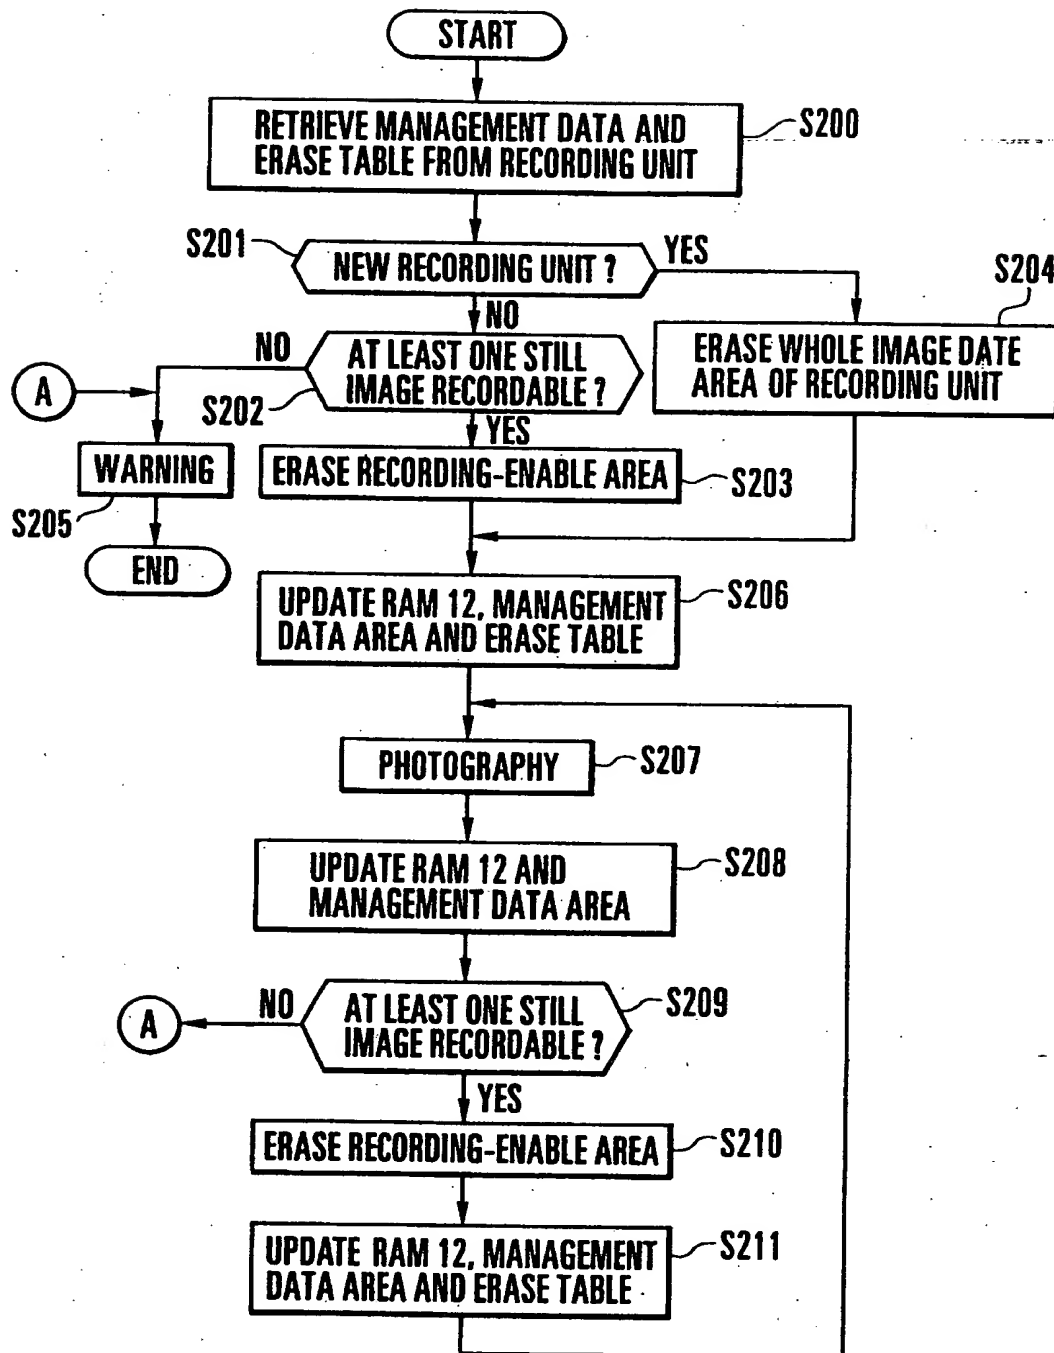 START
RETRIEVE MANAGEMENT DATA AND
ERASE TABLE FROM RECORDING UNIT
S200
S201
NEW RECORDING UNIT ?
YES
S204
NO
ERASE WHOLE IMAGE DATE
AREA OF RECORDING UNIT
NO
AT LEAST ONE STILL
IMAGE RECORDABLE ?
A
S202
YES
WARNING
ERASE RECORDING-ENABLE AREA
S203
S205
END
UPDATE RAM 12, MANAGEMENT
DATA AREA AND ERASE TABLE
S206
PHOTOGRAPHY
S207
UPDATE RAM 12 AND
MANAGEMENT DATA AREA
S208
A
NO
AT LEAST ONE STILL
IMAGE RECORDABLE ?
S209
YES
ERASE RECORDING-ENABLE AREA
S210
UPDATE RAM 12, MANAGEMENT
DATA AREA AND ERASE TABLE
S211